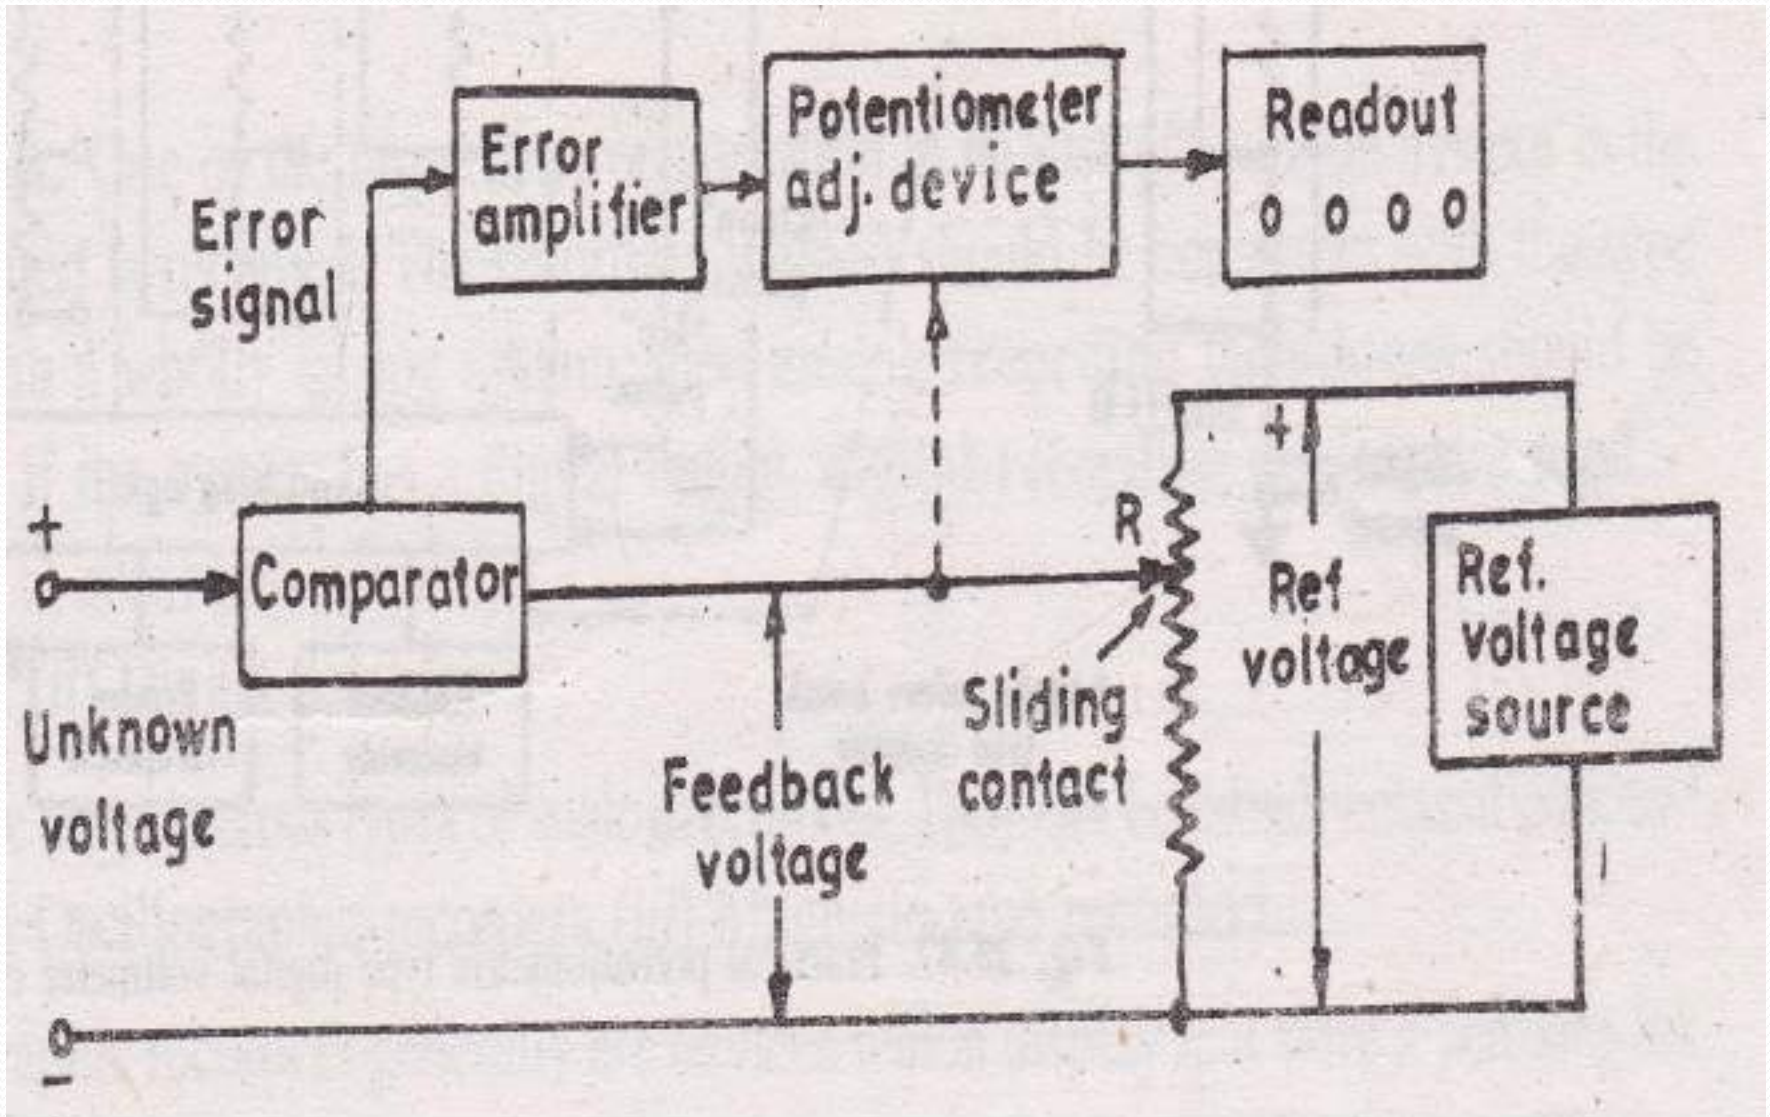 Error
signal
Error
amplifier
Potentiometer
adj. device
Readout
0 0 0 0
+
Comparator
Unknown
voltage
-
Feedback
voltage
Sliding
contact
R
+
Ref
voltage
Ref.
voltage
source